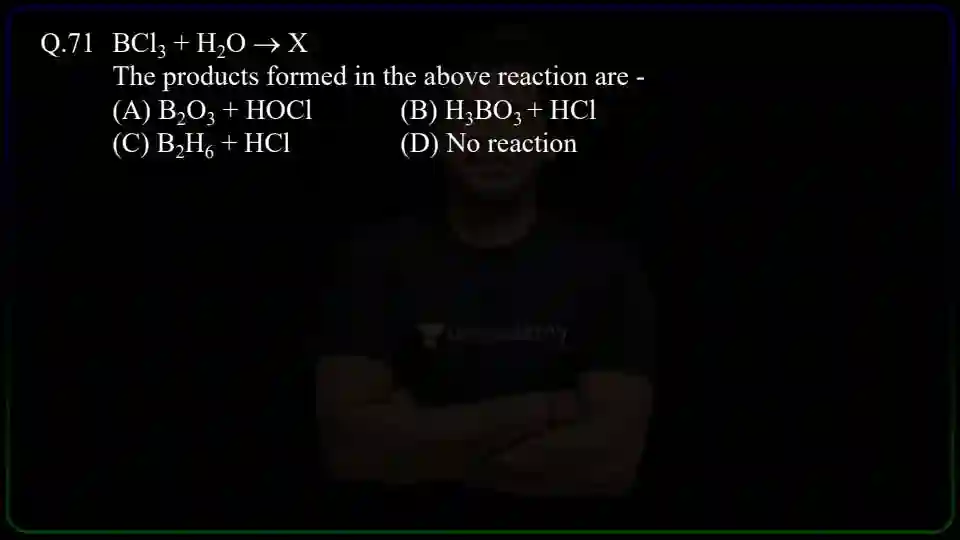 Q.71 BCl₃ + H₂O → X
The products formed in the above reaction are -
(A) B₂O₃ + HOCl (B) H₃BO₃ + HCl
(C) B₂H₆ + HCl (D) No reaction